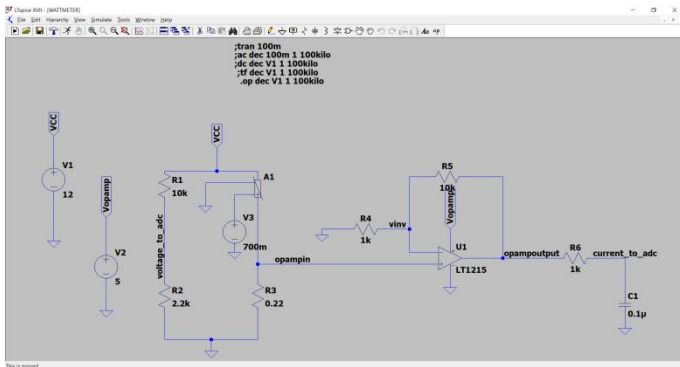 LTspice XVII - [WATTMETER]
File Edit Hierarchy View Simulate Tools Window Help
;tran 100m
;ac dec 100m 1 100kilo
;dc dec V1 1 100kilo
;tf dec V1 1 100kilo
.op dec V1 1 100kilo
VCC
V1
12
Vopamp
V2
5
VCC
R1
10k
A1
V3
700m
voltage_to_adc
opampin
R2
2.2k
R3
0.22
R4
1k
vinv
R5
10k
Vopamp
U1
LT1215
opampoutput
R6
1k
current_to_adc
C1
0.1µ
This is ground.